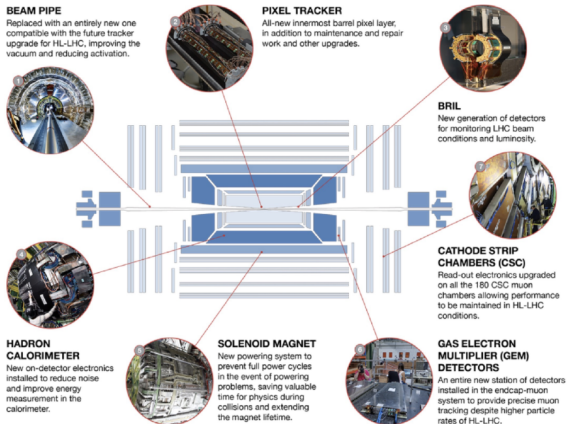 BEAM PIPE
Replaced with an entirely new one
compatible with the future tracker
upgrade for HL-LHC, improving the
vacuum and reducing activation.
PIXEL TRACKER
All-new innermost barrel pixel layer,
in addition to maintenance and repair
work and other upgrades.
BRIL
New generation of detectors
for monitoring LHC beam
conditions and luminosity.
CATHODE STRIP
CHAMBERS (CSC)
Read-out electronics upgraded
on all the 180 CSC muon
chambers allowing performance
to be maintained in HL-LHC
conditions.
HADRON
CALORIMETER
New on-detector electronics
installed to reduce noise
and improve energy
measurement in the
calorimeter.
SOLENOID MAGNET
New powering system to
prevent full power cycles
in the event of powering
problems, saving valuable
time for physics during
collisions and extending
the magnet lifetime.
GAS ELECTRON
MULTIPLIER (GEM)
DETECTORS
An entire new station of detectors
installed in the endcap-muon
system to provide precise muon
tracking despite higher particle
rates of HL-LHC.